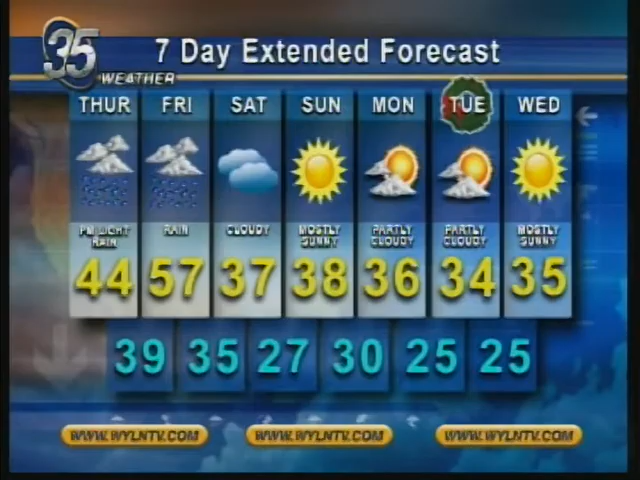 35
WEATHER
7 Day Extended Forecast
THUR FRI SAT SUN MON TUE WED
PM LIGHT RAIN
RAIN
CLOUDY
MOSTLY SUNNY
PARTLY CLOUDY
PARTLY CLOUDY
MOSTLY SUNNY
44 57 37 38 36 34 35
39 35 27 30 25 25
WWW.WYLNTV.COM WWW.WYLNTV.COM WWW.WYLNTV.COM